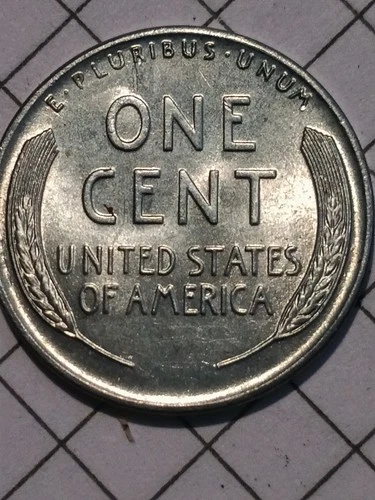 E·PLURIBUS·UNUM
ONE
CENT
UNITED STATES
OF AMERICA